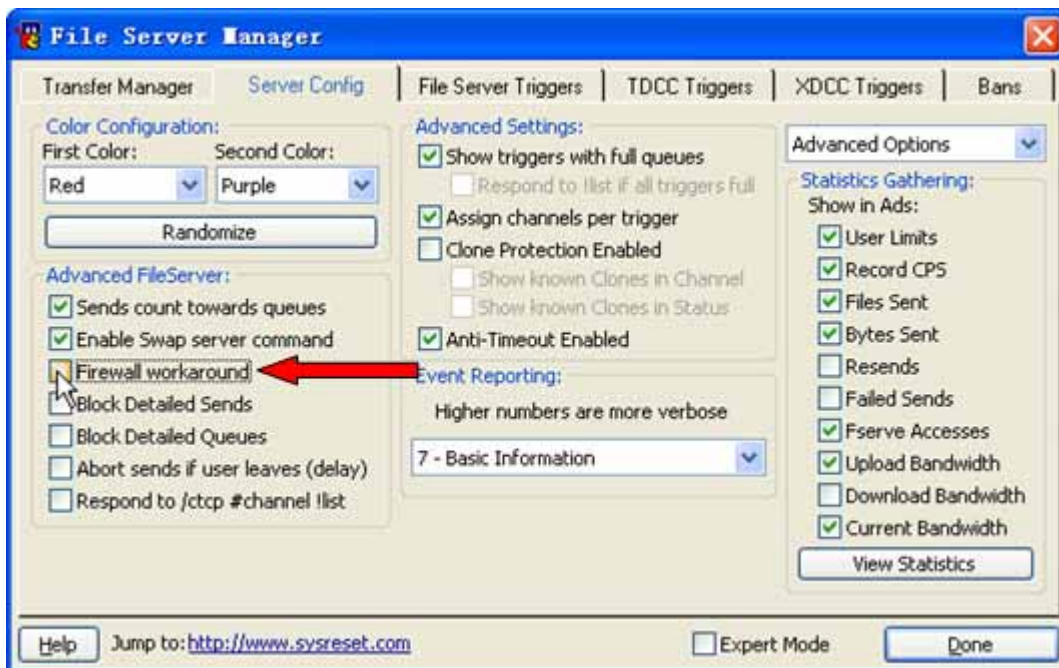 File Server Manager
Transfer Manager
Server Config
File Server Triggers
TDCC Triggers
XDCC Triggers
Bans
Color Configuration:
First Color:
Second Color:
Red
Purple
Randomize
Advanced FileServer:
Sends count towards queues
Enable Swap server command
Firewall workaround
Block Detailed Sends
Block Detailed Queues
Abort sends if user leaves (delay)
Respond to /ctcp #channel !list
Advanced Settings:
Show triggers with full queues
Respond to !list if all triggers full
Assign channels per trigger
Clone Protection Enabled
Show known Clones in Channel
Show known Clones in Status
Anti-Timeout Enabled
Event Reporting:
Higher numbers are more verbose
7 - Basic Information
Advanced Options
Statistics Gathering:
Show in Ads:
User Limits
Record CPS
Files Sent
Bytes Sent
Resends
Failed Sends
Fserve Accesses
Upload Bandwidth
Download Bandwidth
Current Bandwidth
View Statistics
Help
Jump to: http://www.sysreset.com
Expert Mode
Done